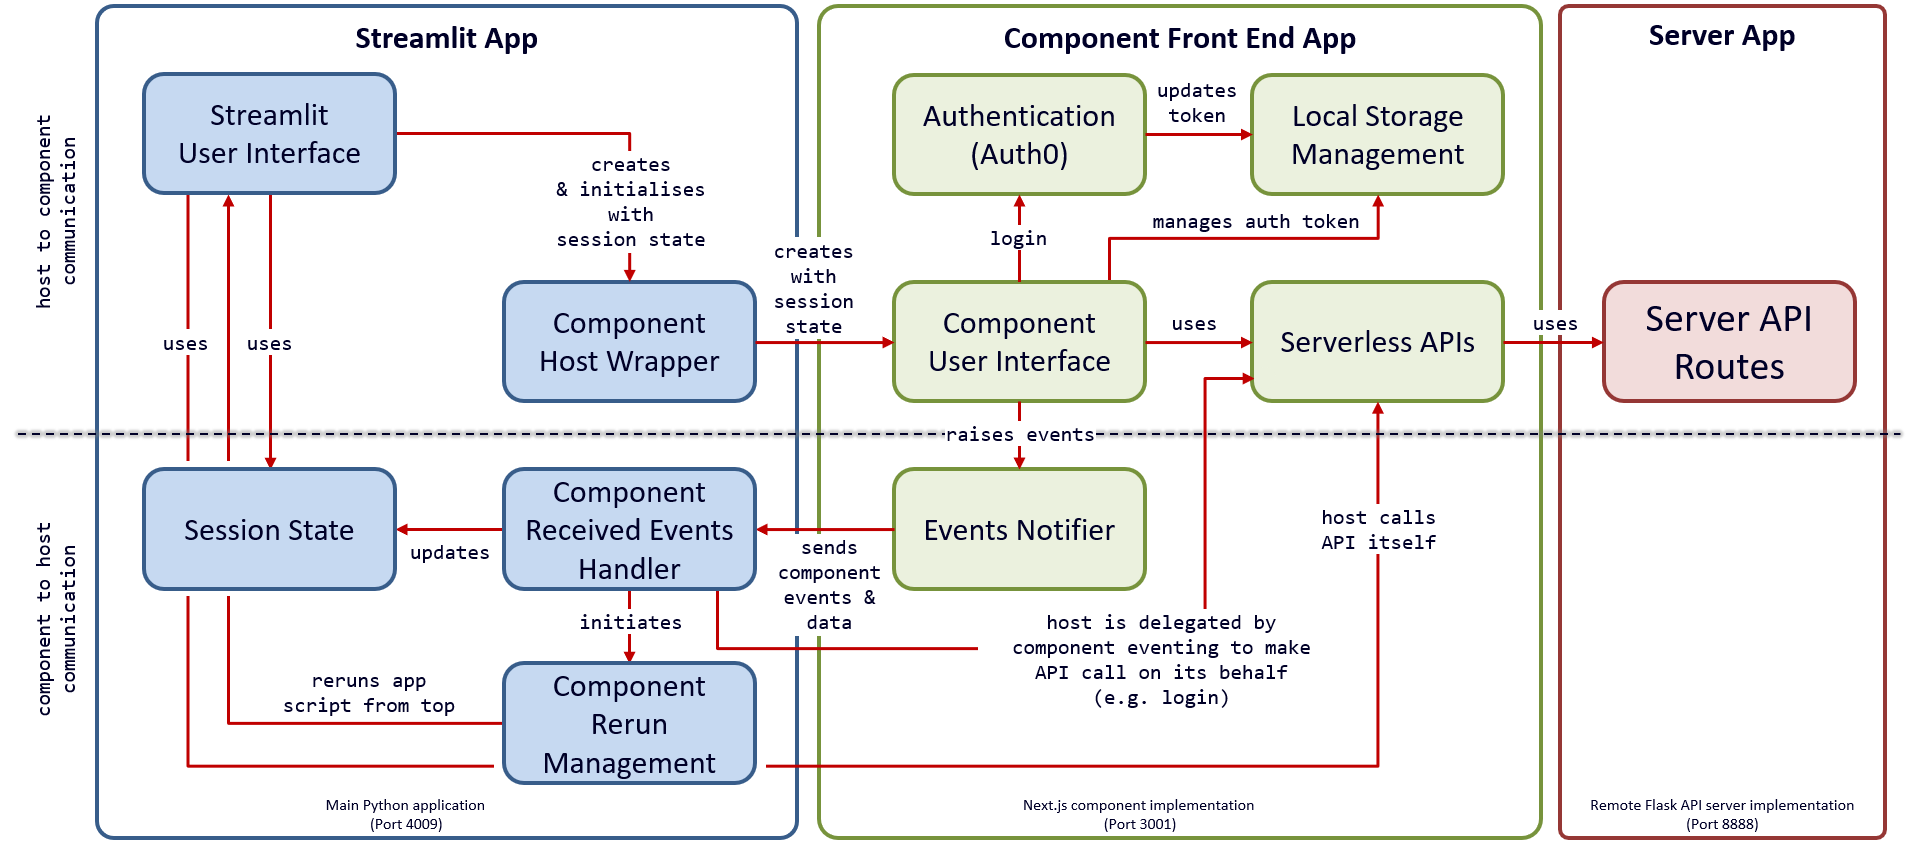 Streamlit App
Component Front End App
Server App
host to component
communication
Streamlit
User Interface
creates
& initialises
with
session state
Authentication
(Auth0)
updates
token
Local Storage
Management
login
manages auth token
creates
with
session
state
uses
uses
Component
Host Wrapper
Component
User Interface
uses
Serverless APIs
uses
Server API
Routes
raises events
component to host
communication
Session State
updates
Component
Received Events
Handler
sends
component
events &
data
Events Notifier
host calls
API itself
initiates
host is delegated by
component eventing to make
API call on its behalf
(e.g. login)
reruns app
script from top
Component
Rerun
Management
Main Python application
(Port 4009)
Next.js component implementation
(Port 3001)
Remote Flask API server implementation
(Port 8888)